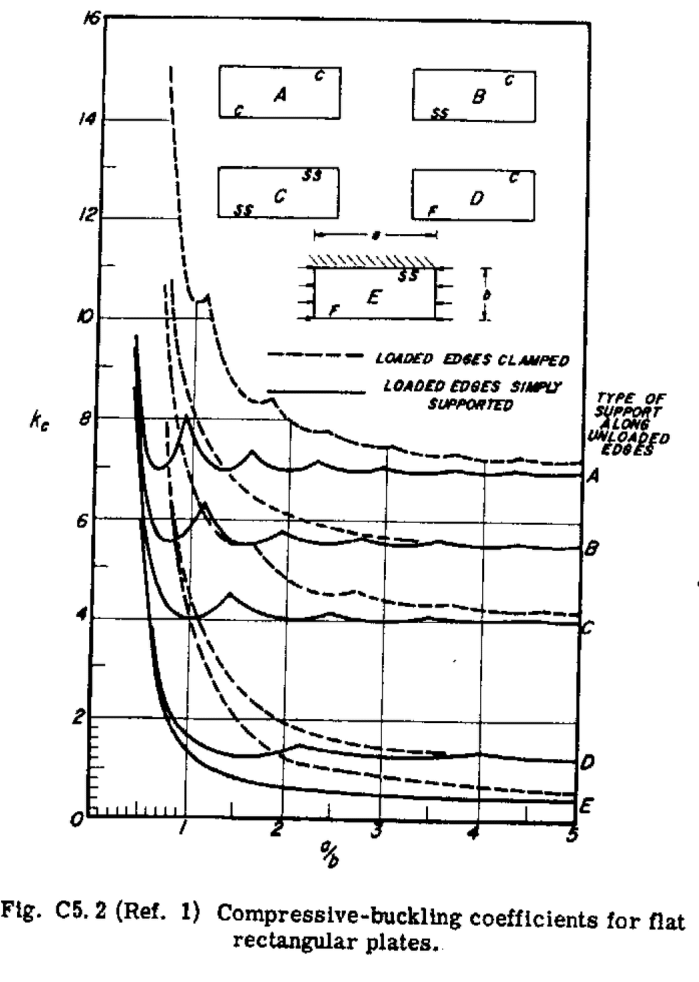 16
14
12
10
8
6
4
2
0
kc
A
C
C
B
C
SS
C
SS
SS
D
C
F
a
E
SS
F
b
LOADED EDGES CLAMPED
LOADED EDGES SIMPLY
SUPPORTED
TYPE OF
SUPPORT
ALONG
UNLOADED
EDGES
A
B
C
D
E
1
2
3
4
5
a/b
Fig. C5.2 (Ref. 1) Compressive-buckling coefficients for flat
rectangular plates.